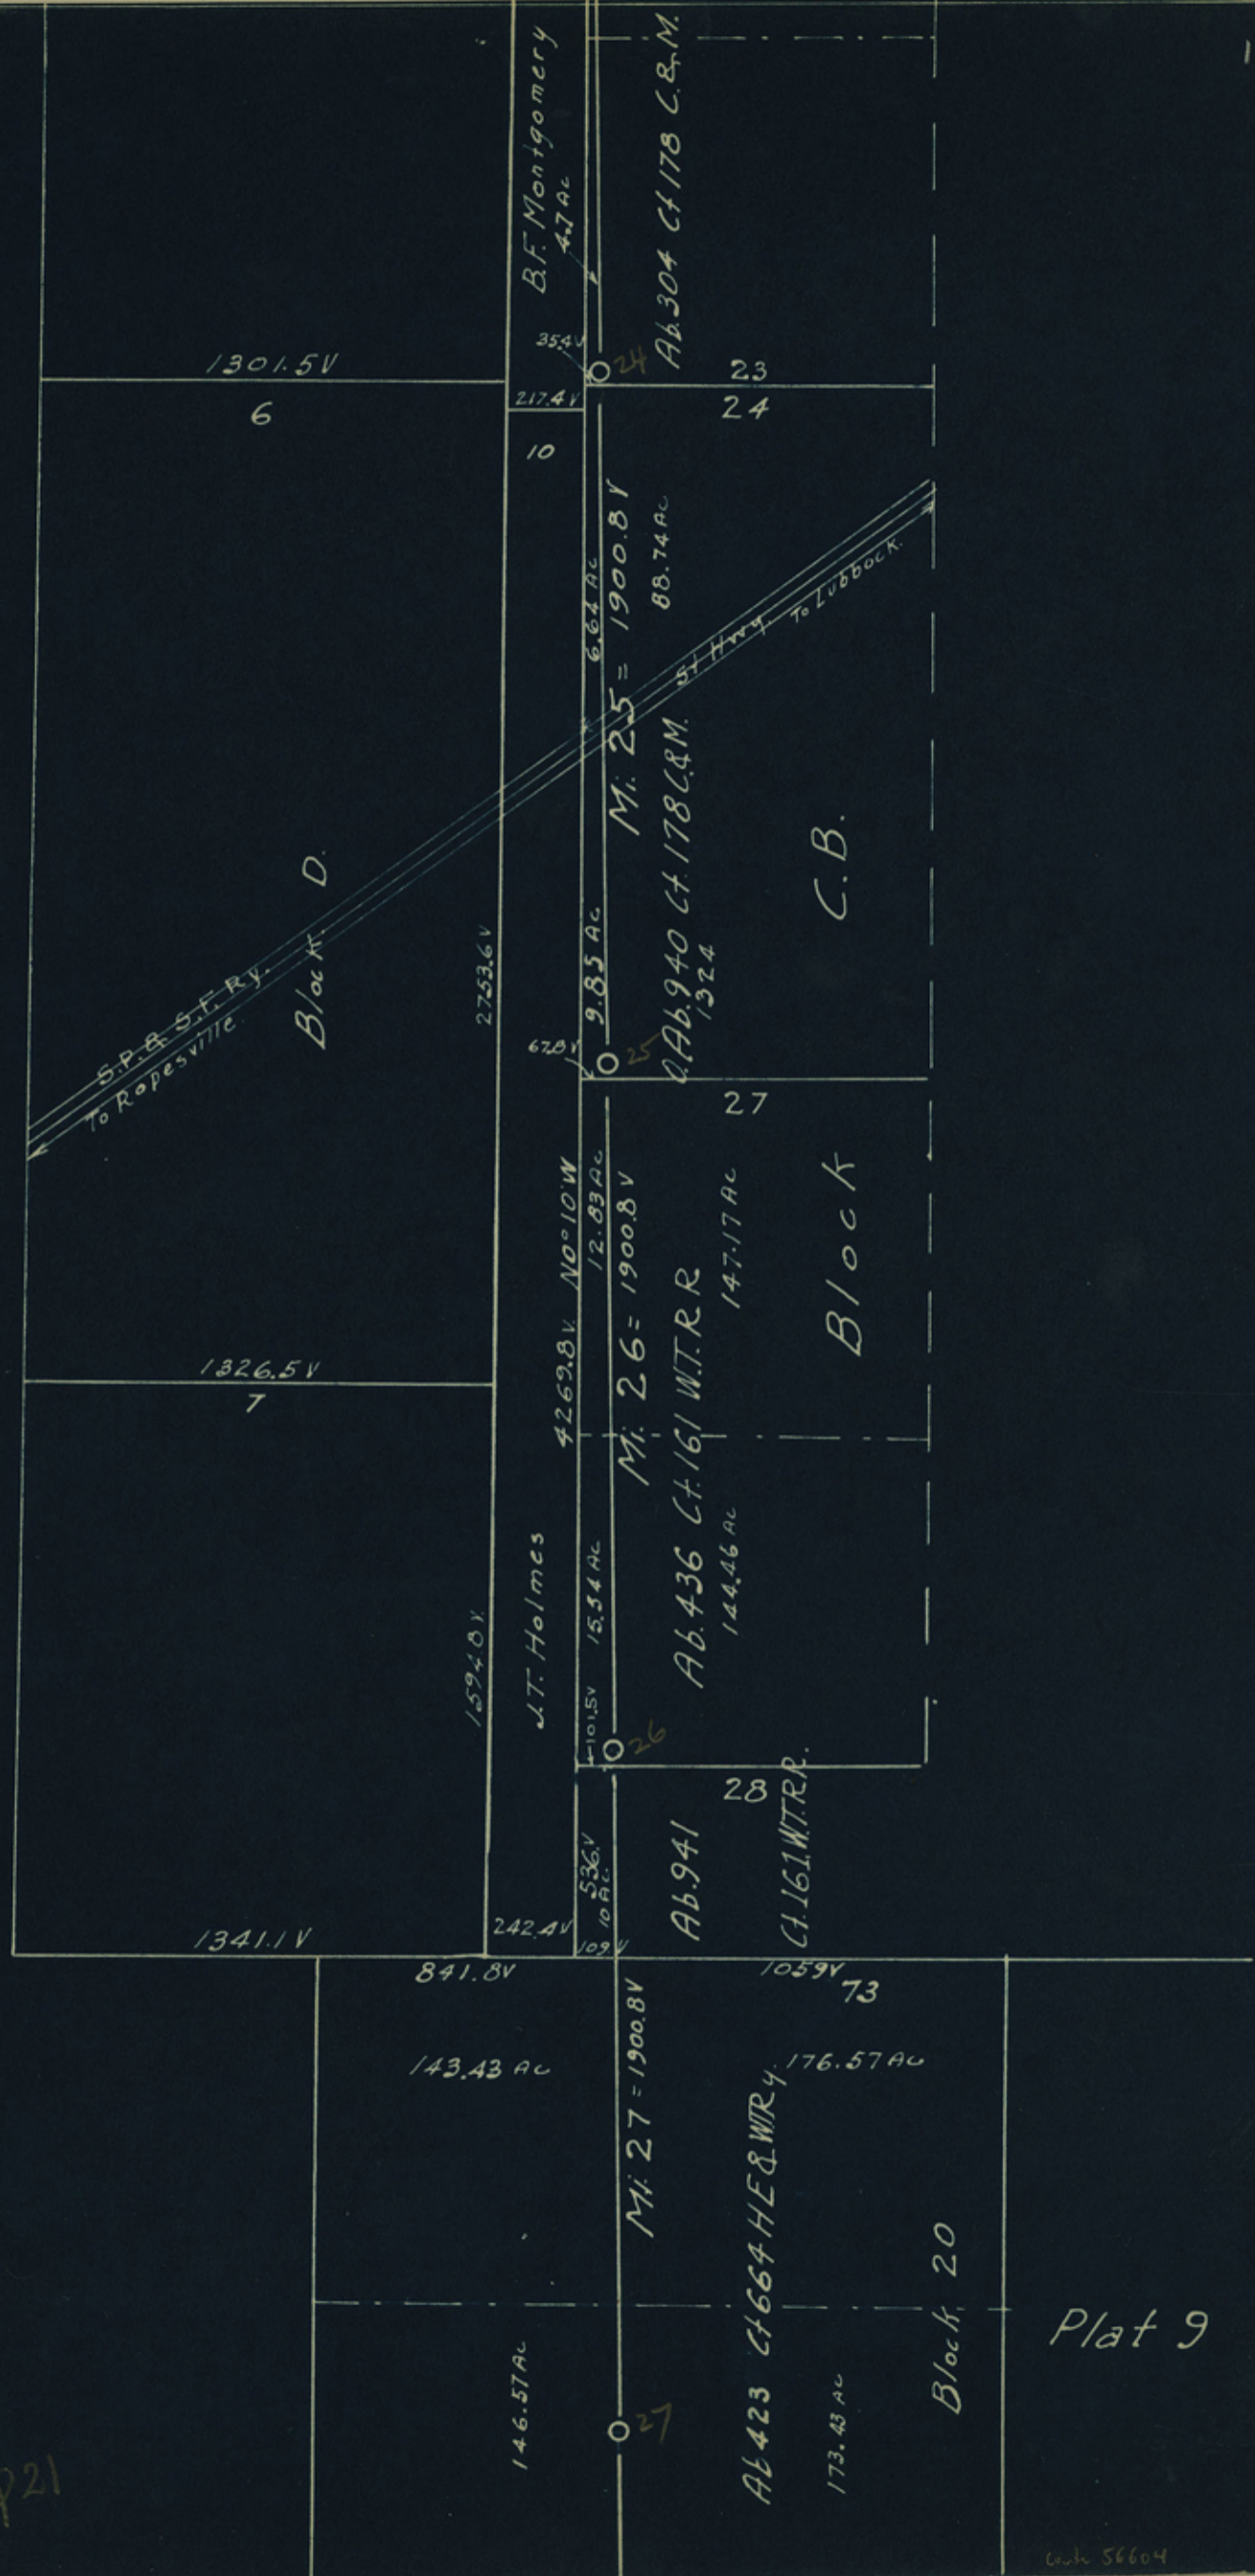 B.F. Montgomery
4.7 Ac
Ab.304 Ct 178 C.&M.
35.4V
24
1301.5V
6
217.4V
10
23
24
6.64 Ac
Mi. 25 = 1900.8V
88.74 Ac
St Hwy. To Lubbock.
Block D.
S.P.& S.F. Ry.
To Ropesville
2753.6V
9.85 Ac
Ab.940 Ct.178 C.&M.
1324
C.B.
67.8V
25
27
4269.8V. N0°10'W
12.83 Ac
Mi. 26 = 1900.8V
147.17 Ac
Block
1326.5V
7
Ab.436 Ct.161 W.T.R.R.
144.46 Ac
J.T. Holmes
15.54 Ac
1594.8V.
101.5V
26
28
536.V
10 Ac.
Ab.941
Ct.161.W.T.R.R.
1341.1V
242.4V
109V
841.8V
1059V
73
143.43 Ac
176.57 Ac
Mi. 27 = 1900.8V
Ab 423 Ct 664 H.E.& W.T.Ry.
Block 20
Plat 9
146.57 Ac
27
173.43 Ac
p21
56604